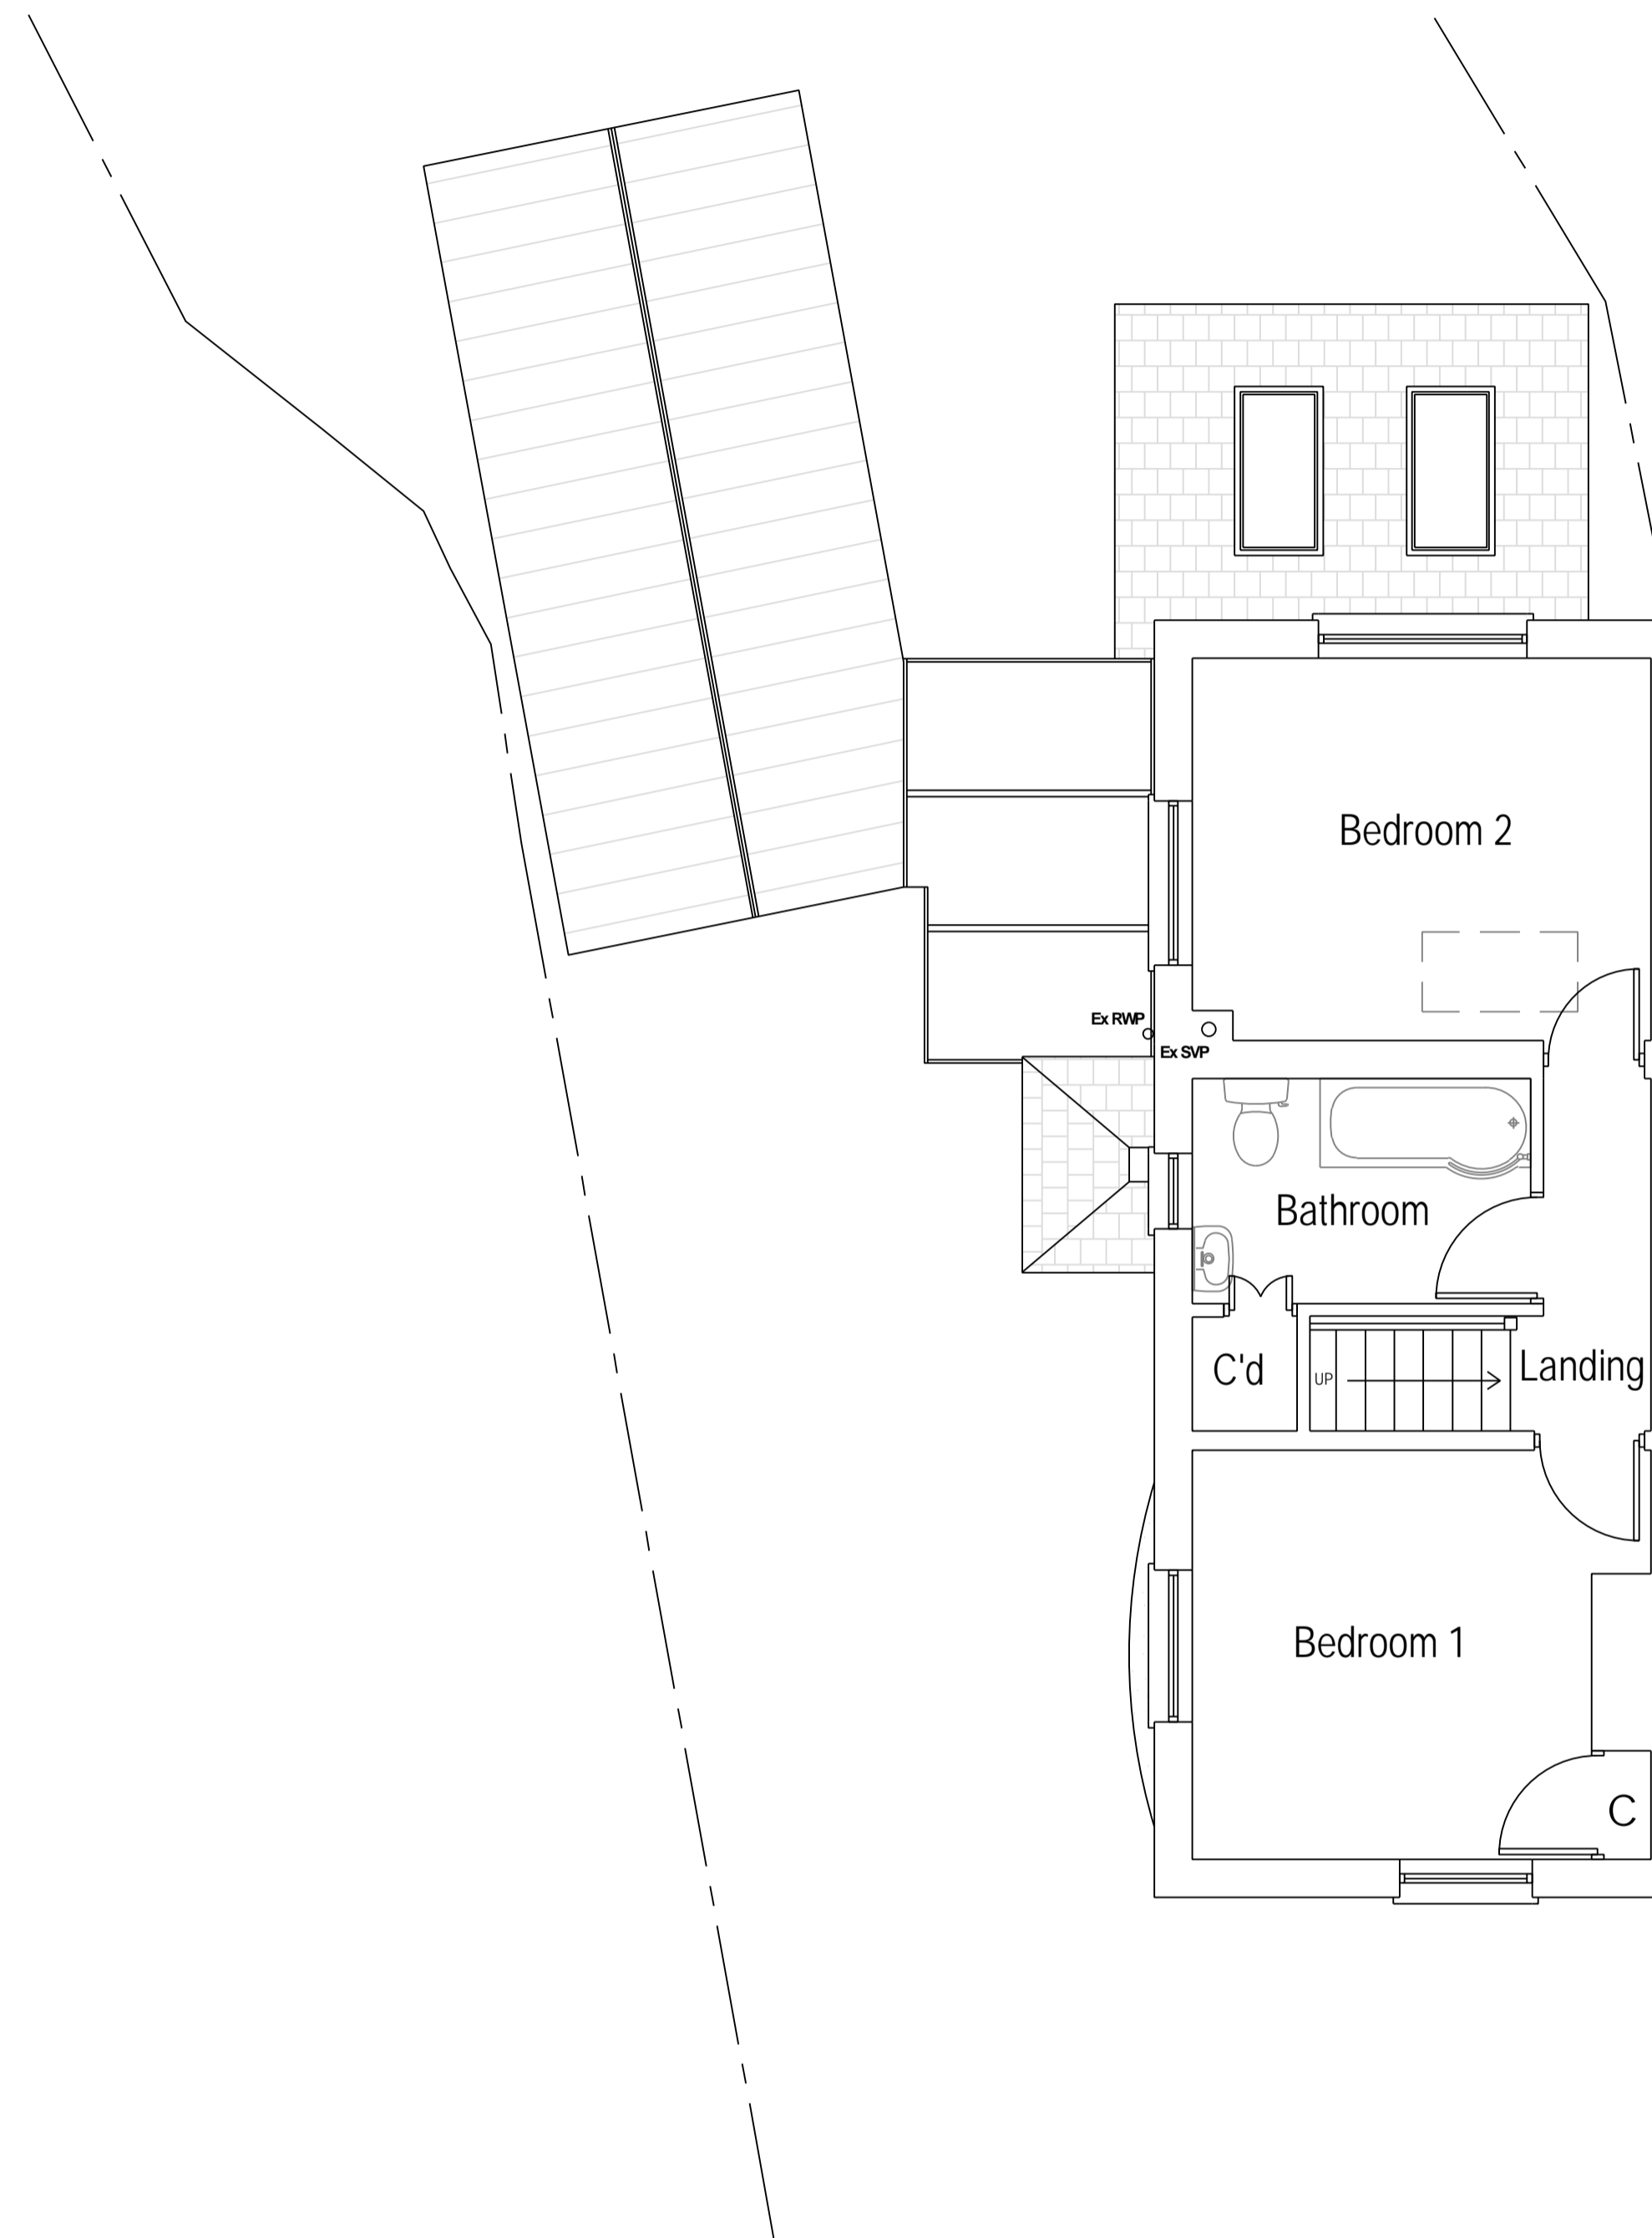 Bedroom 2
Ex RWP
Ex SVP
Bathroom
C'd
UP
Landing
Bedroom 1
C